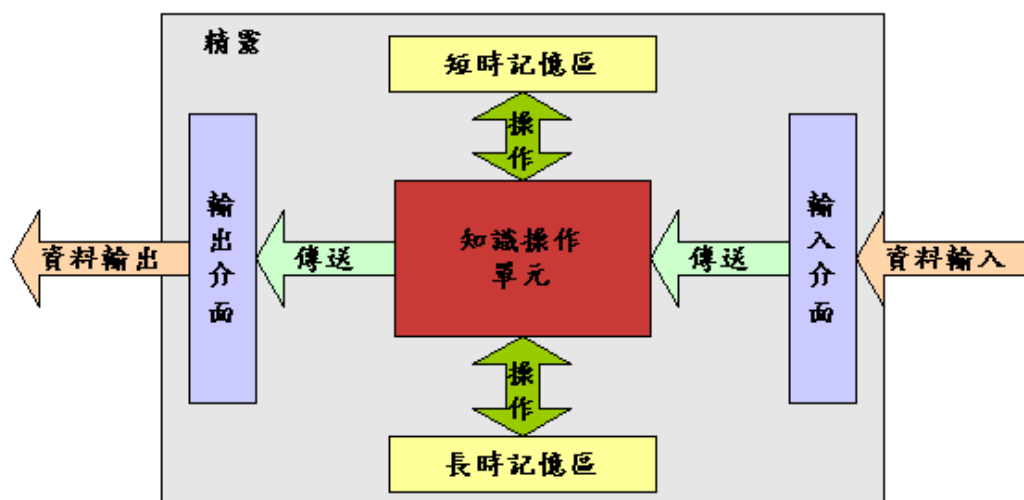 精靈
短時記憶區
操
作
輸
出
介
面
輸
入
介
面
資料輸出
傳送
知識操作
單元
傳送
資料輸入
操
作
長時記憶區